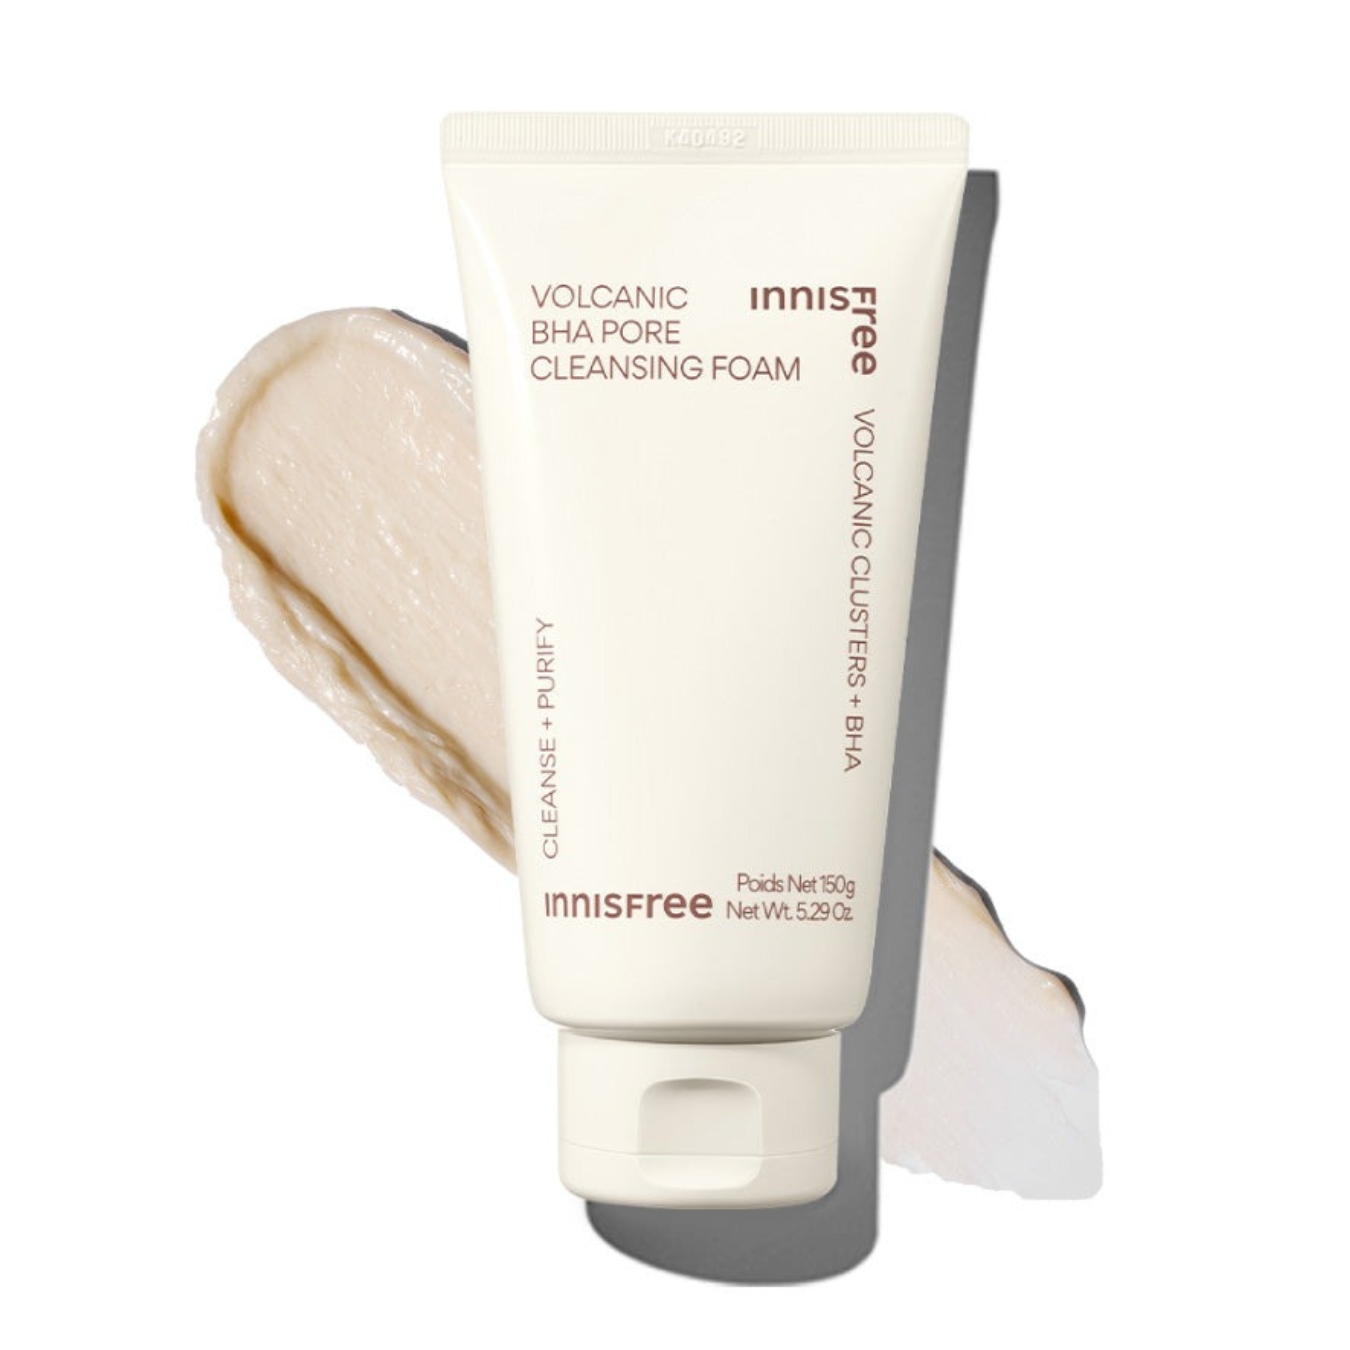 K40492
VOLCANIC
BHA PORE
CLEANSING FOAM
INNISFree
VOLCANIC CLUSTERS + BHA
CLEANSE + PURIFY
INNISFree
Poids Net 150g
Net Wt. 5.29 Oz.